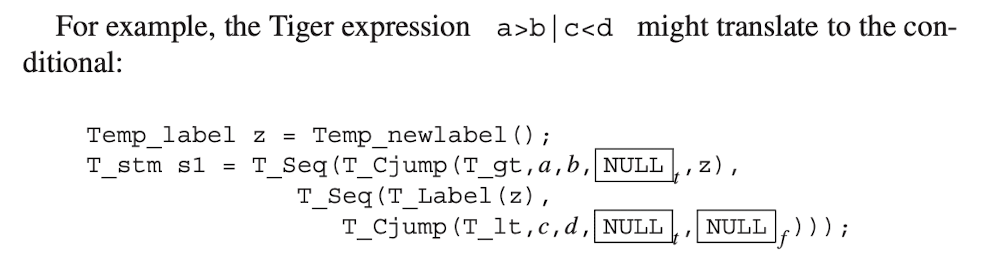 For example, the Tiger expression a>b|c<d might translate to the con-
ditional:
Temp_label z = Temp_newlabel();
T_stm s1 = T_Seq(T_Cjump(T_gt,a,b,NULL t,z),
T_Seq(T_Label(z),
T_Cjump(T_lt,c,d,NULL t,NULL f)));